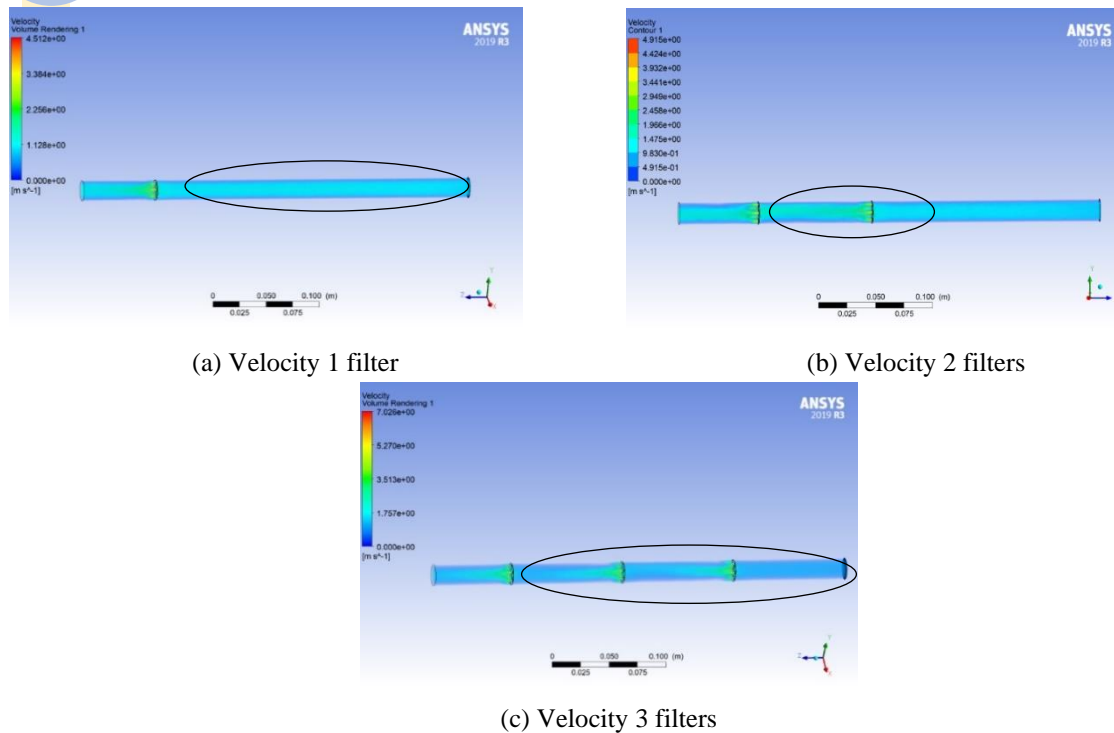 Velocity
Volume Rendering 1
4.512e+00
3.384e+00
2.256e+00
1.128e+00
0.000e+00
[m s^-1]
ANSYS
2019 R3
0 0.050 0.100 (m)
0.025 0.075
Z Y X
(a) Velocity 1 filter
Velocity
Contour 1
4.915e+00
4.424e+00
3.932e+00
3.441e+00
2.949e+00
2.458e+00
1.966e+00
1.475e+00
9.830e-01
4.915e-01
0.000e+00
[m s^-1]
ANSYS
2019 R3
0 0.050 0.100 (m)
0.025 0.075
Y
(b) Velocity 2 filters
Velocity
Volume Rendering 1
7.026e+00
5.270e+00
3.513e+00
1.757e+00
0.000e+00
[m s^-1]
ANSYS
2019 R3
0 0.050 0.100 (m)
0.025 0.075
Z Y X
(c) Velocity 3 filters